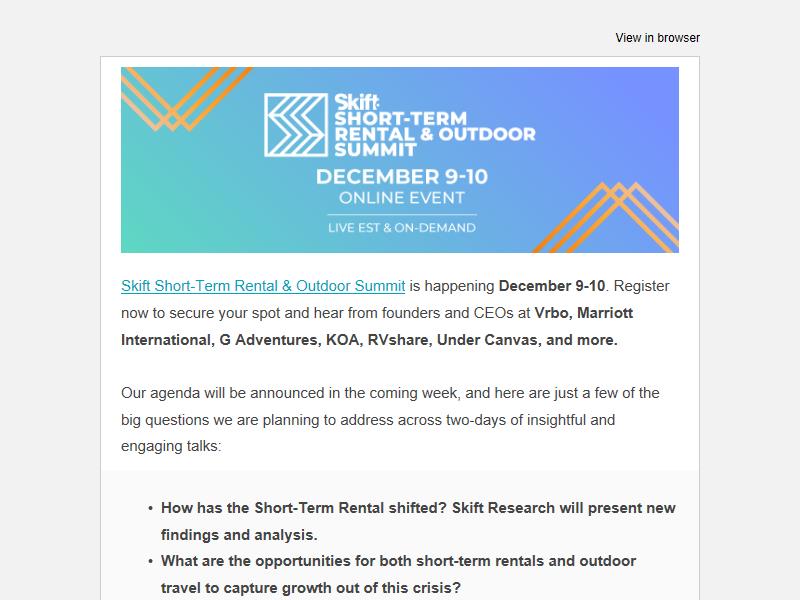 View in browser
Skift
SHORT-TERM
RENTAL & OUTDOOR
SUMMIT
DECEMBER 9-10
ONLINE EVENT
LIVE EST & ON-DEMAND
Skift Short-Term Rental & Outdoor Summit is happening December 9-10. Register
now to secure your spot and hear from founders and CEOs at Vrbo, Marriott
International, G Adventures, KOA, RVshare, Under Canvas, and more.
Our agenda will be announced in the coming week, and here are just a few of the
big questions we are planning to address across two-days of insightful and
engaging talks:
• How has the Short-Term Rental shifted? Skift Research will present new
findings and analysis.
• What are the opportunities for both short-term rentals and outdoor
travel to capture growth out of this crisis?